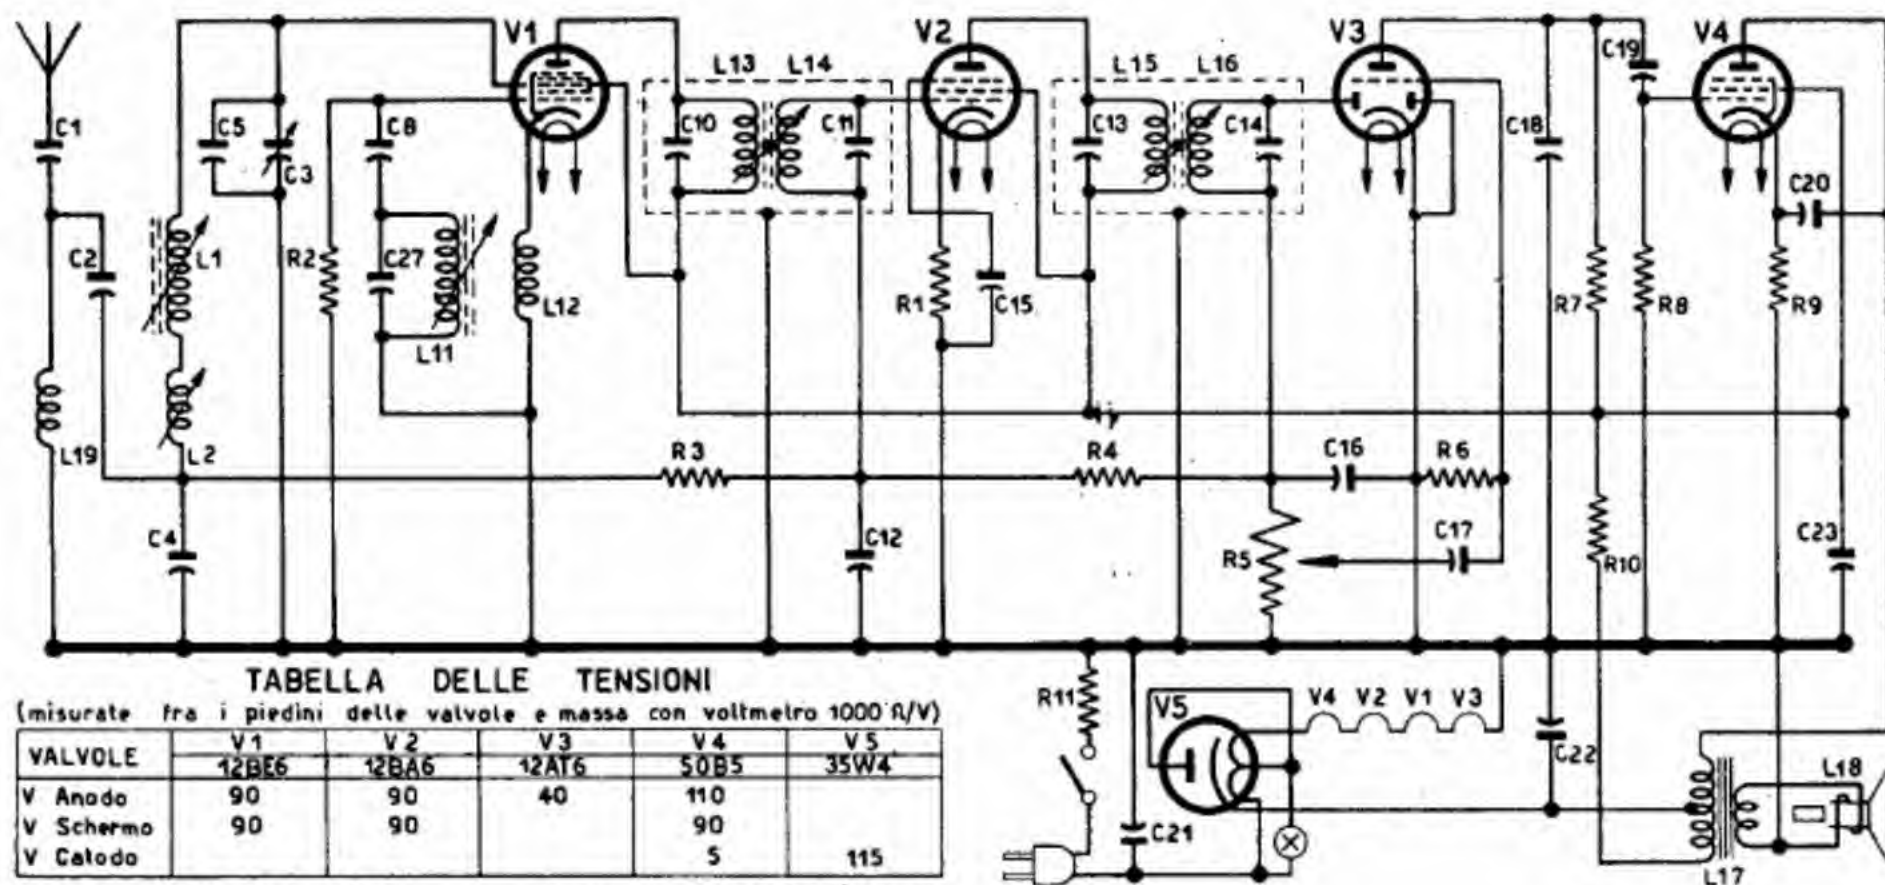 V1
V2
V3
V4
L13 L14
L15 L16
C19
C1
C5
C3
C8
C10
C11
C13
C14
C18
C20
C2
L1
R2
C27
L12
R1
C15
R7
R8
R9
L11
L19
L2
R3
R4
C16
R6
C4
C12
R5
C17
R10
C23
TABELLA DELLE TENSIONI
(misurate fra i piedini delle valvole e massa con voltmetro 1000 Ω/V)
VALVOLE V1 V2 V3 V4 V5
12BE6 12BA6 12AT6 50B5 35W4
V Anodo 90 90 40 110
V Schermo 90 90 90
V Catodo 5 115
R11
V5
V4 V2 V1 V3
C22
L18
C21
L17